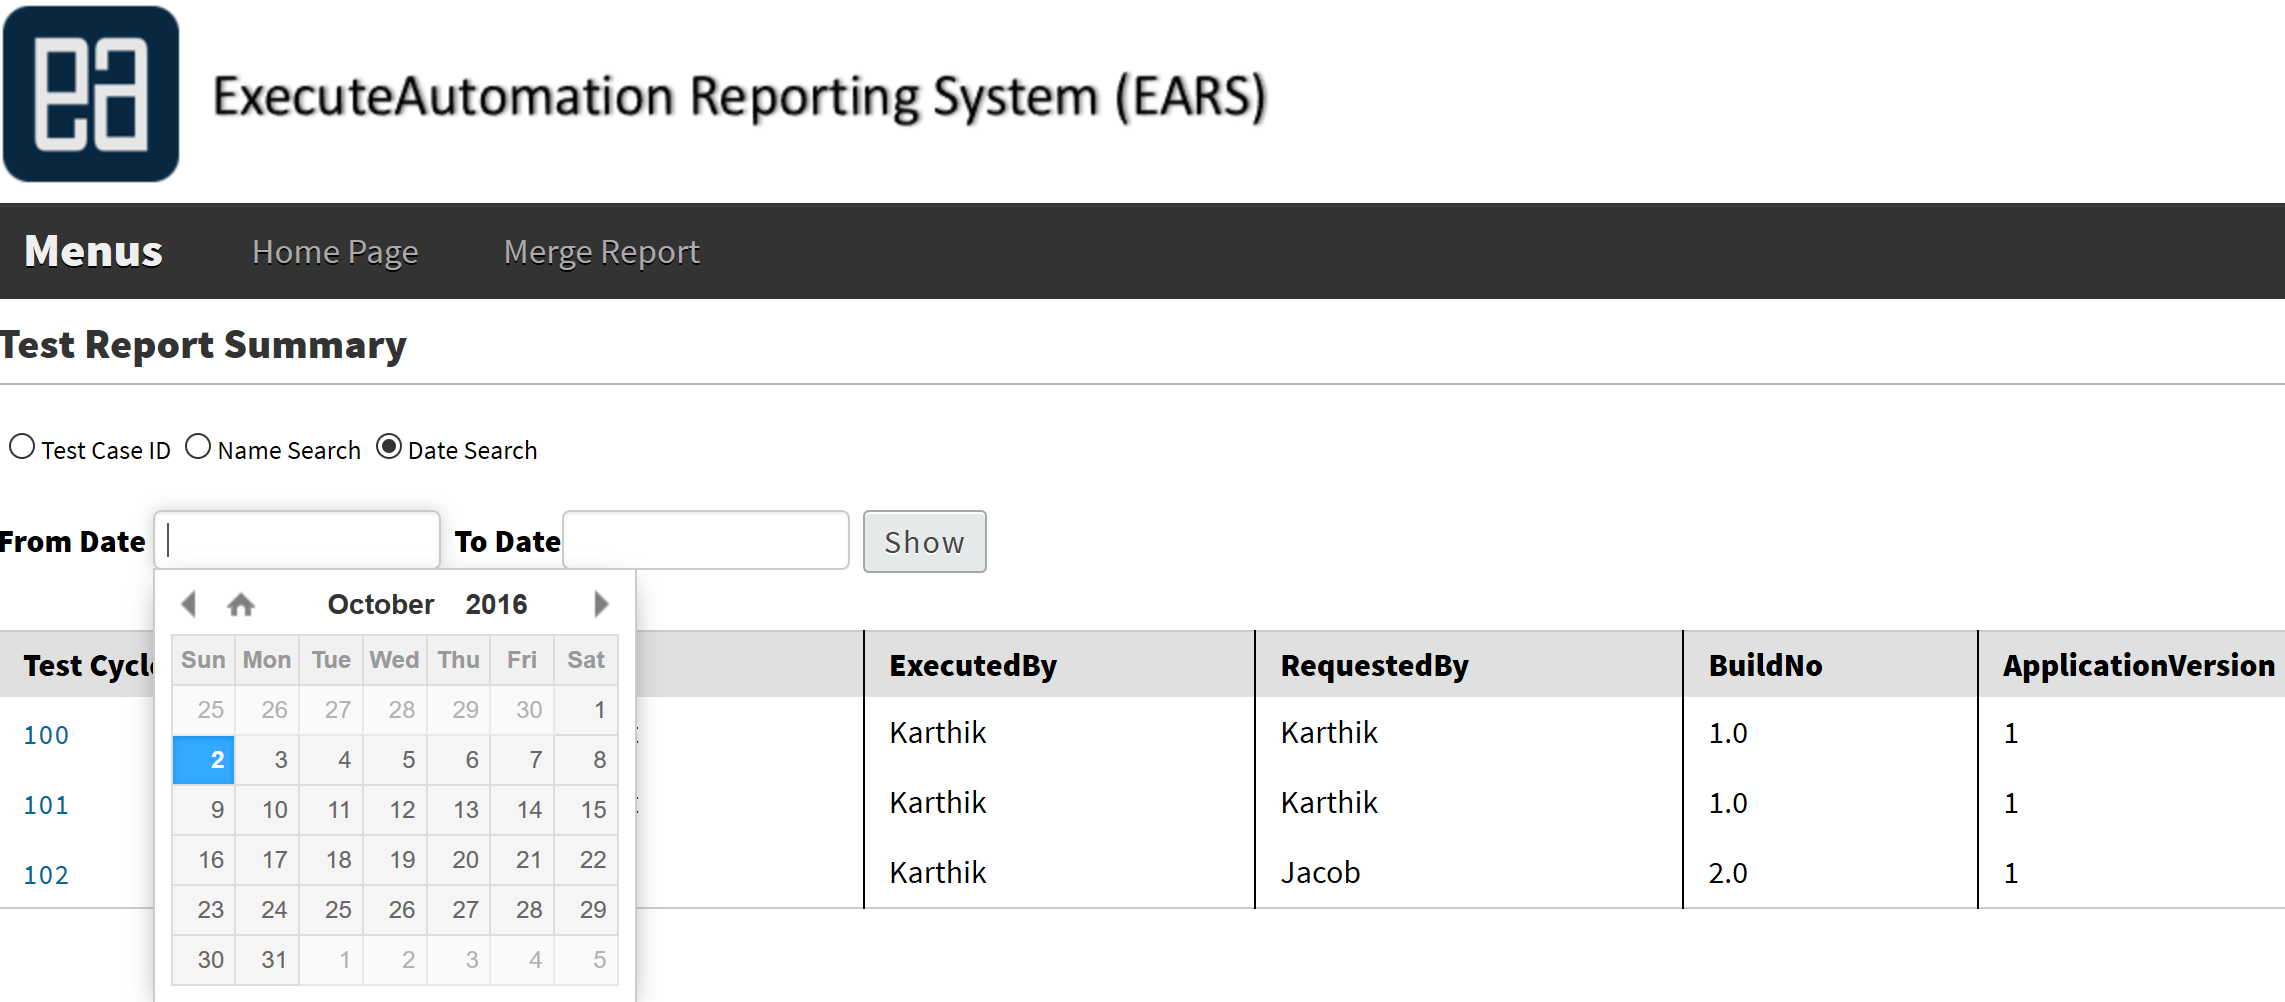 ea
ExecuteAutomation Reporting System (EARS)
Menus Home Page Merge Report
Test Report Summary
Test Case ID Name Search Date Search
From Date To Date Show
October 2016
Sun Mon Tue Wed Thu Fri Sat
25 26 27 28 29 30 1
2 3 4 5 6 7 8
9 10 11 12 13 14 15
16 17 18 19 20 21 22
23 24 25 26 27 28 29
30 31 1 2 3 4 5
Test ExecutedBy RequestedBy BuildNo ApplicationVersion
100 Karthik Karthik 1.0 1
101 Karthik Karthik 1.0 1
102 Karthik Jacob 2.0 1